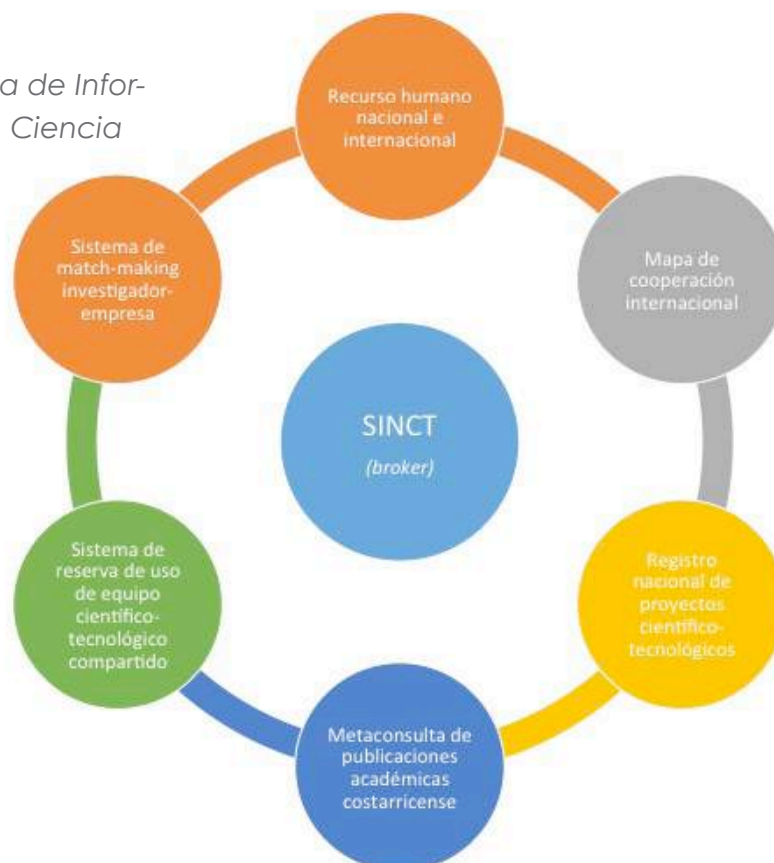 a de Infor-
Ciencia
Recurso humano
nacional e
internacional
Sistema de
match-making
investigador-
empresa
Mapa de
cooperación
internacional
SINCT
(broker)
Sistema de
reserva de uso
de equipo
científico-
tecnológico
compartido
Registro
nacional de
proyectos
científico-
tecnológicos
Metaconsulta de
publicaciones
académicas
costarricense